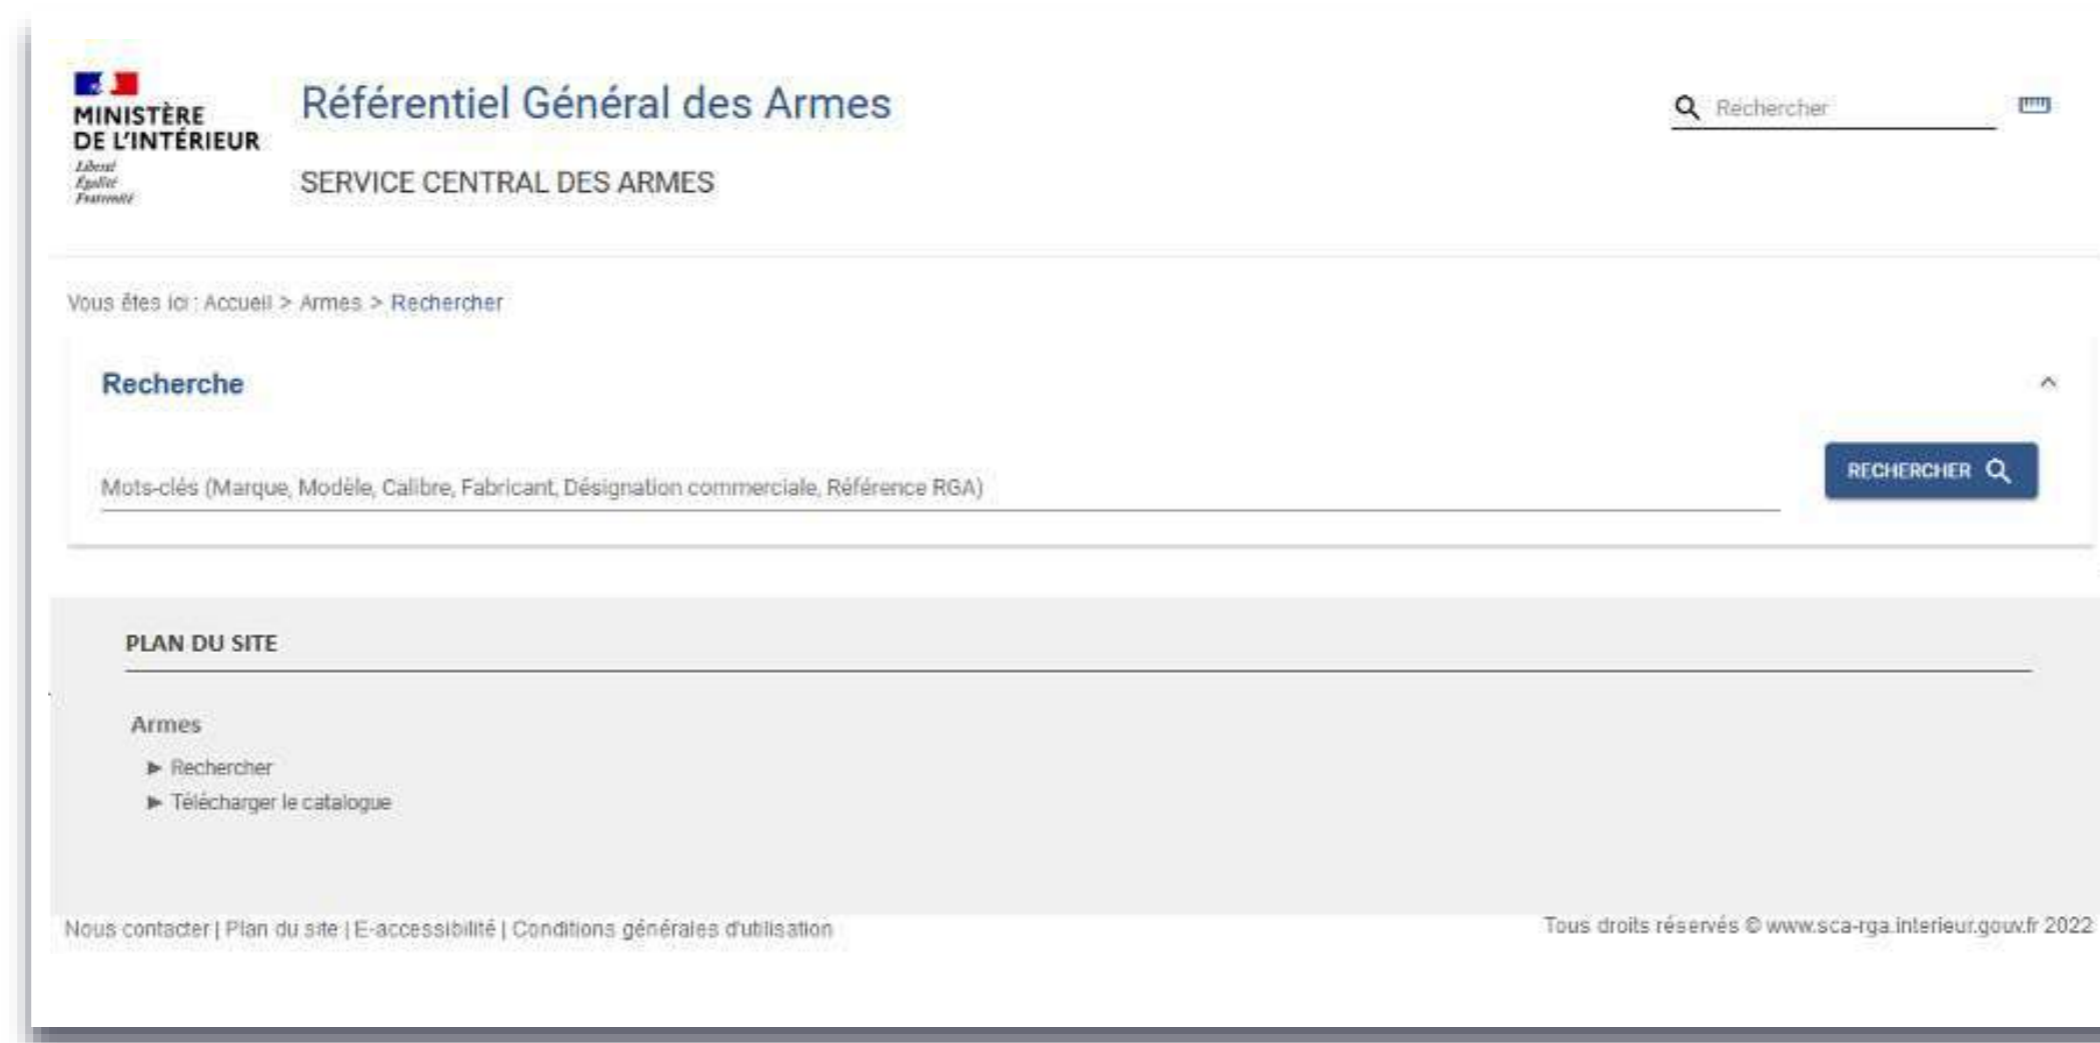 MINISTÈRE
DE L'INTÉRIEUR
Liberté
Égalité
Fraternité
Référentiel Général des Armes
SERVICE CENTRAL DES ARMES
Rechercher
Vous êtes ici : Accueil > Armes > Rechercher
Recherche
Mots-clés (Marque, Modèle, Calibre, Fabricant, Désignation commerciale, Référence RGA)
RECHERCHER
PLAN DU SITE
Armes
► Rechercher
► Télécharger le catalogue
Nous contacter | Plan du site | E-accessibilité | Conditions générales d'utilisation
Tous droits réservés © www.sca-rga.interieur.gouv.fr 2022